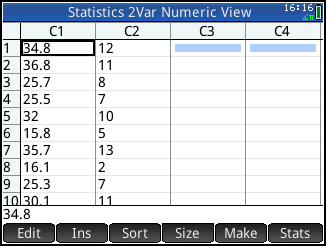 Statistics 2Var Numeric View 16:16
C1 C2 C3 C4
1 34.8 12
2 36.8 11
3 25.7 8
4 25.5 7
5 32 10
6 15.8 5
7 35.7 13
8 16.1 2
9 25.3 7
10 30.1 11
34.8
Edit Ins Sort Size Make Stats